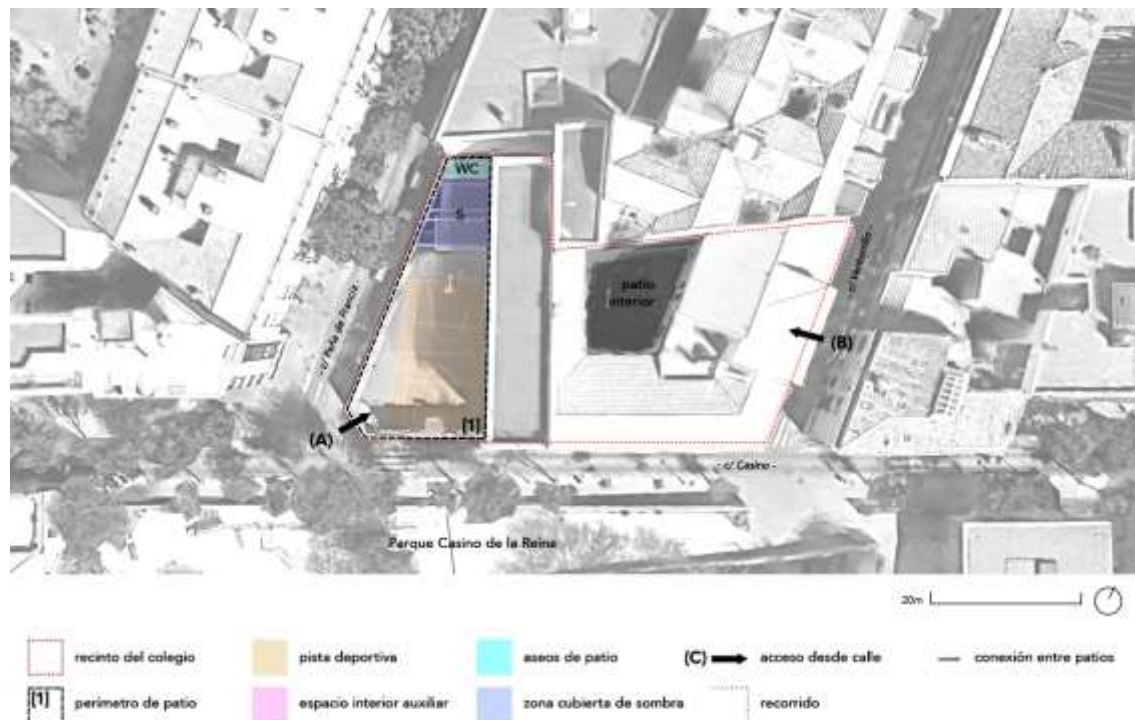 WC
S
patio
interior
- c/ Peña de Francia -
- c/ Mesón de
(B)
(A)
[1]
- c/ Casino -
Parque Casino de la Reina
20m
recinto del colegio
pista deportiva
aseos de patio
(C)
acceso desde calle
conexión entre patios
[1]
perímetro de patio
espacio interior auxiliar
zona cubierta de sombra
recorrido